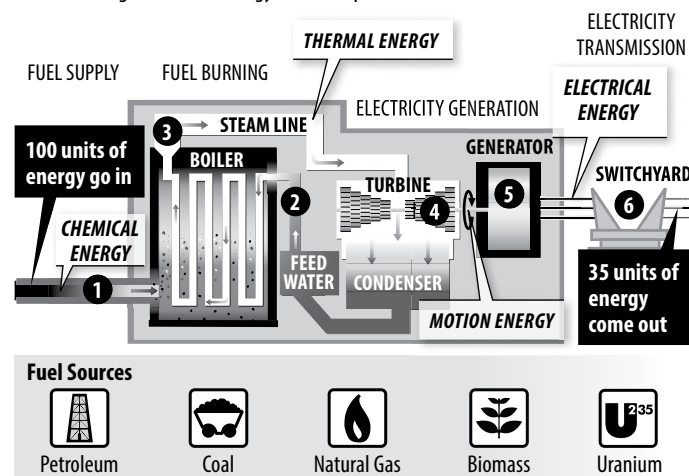 ELECTRICITY
TRANSMISSION
THERMAL ENERGY
FUEL SUPPLY
FUEL BURNING
ELECTRICAL
ENERGY
ELECTRICITY GENERATION
3
STEAM LINE
GENERATOR
100 units of
energy go in
BOILER
SWITCHYARD
2
TURBINE
4
5
6
CHEMICAL
ENERGY
FEED
WATER
CONDENSER
35 units of
energy
come out
1
MOTION ENERGY
Fuel Sources
U235
Petroleum
Coal
Natural Gas
Biomass
Uranium